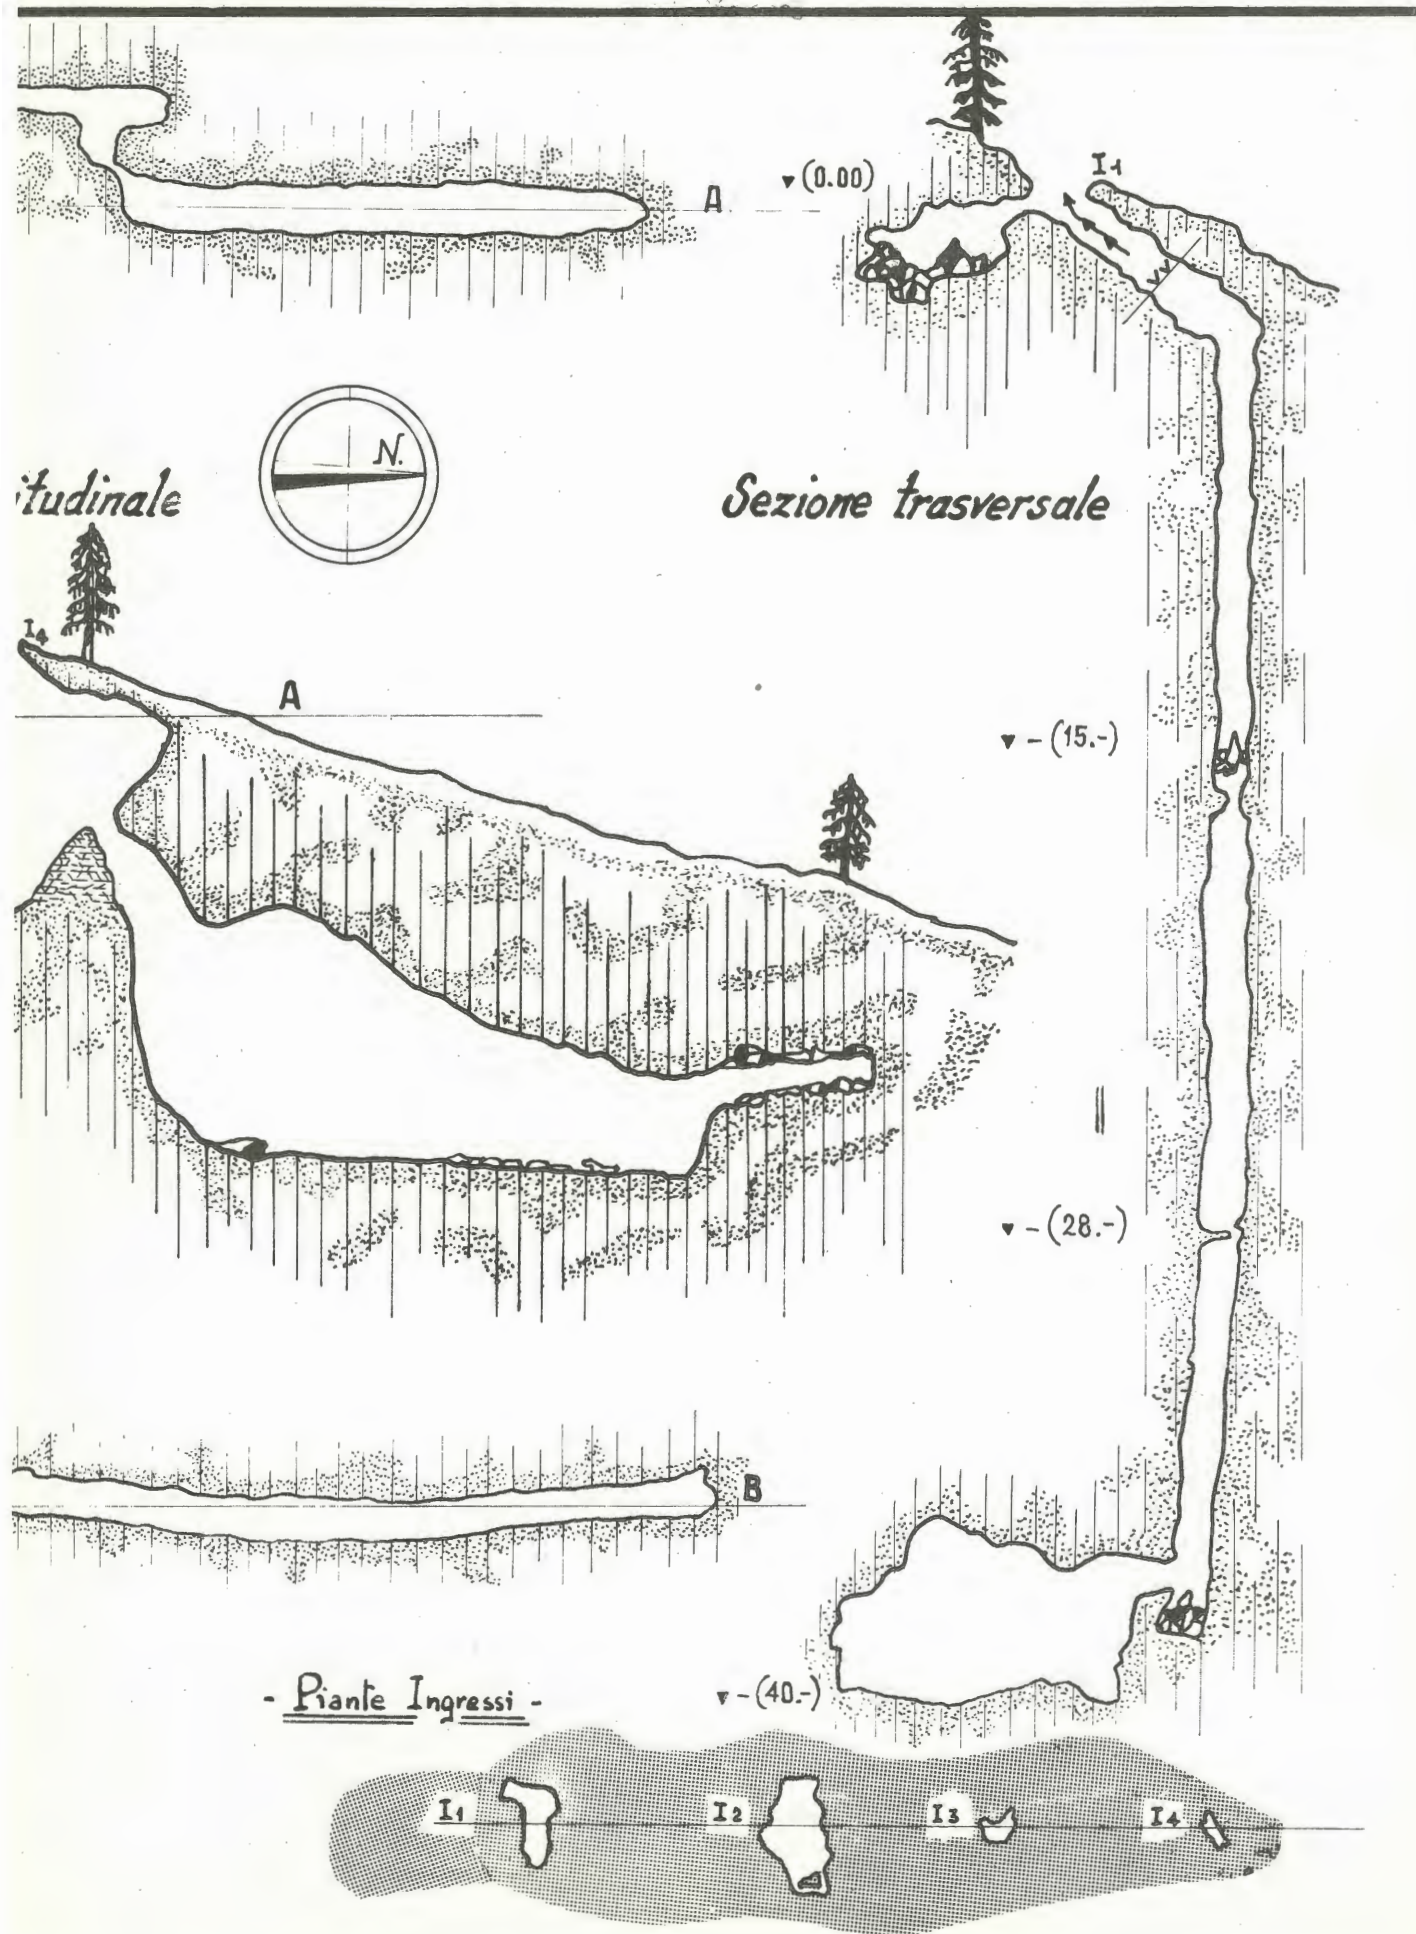 I1
▾ (0.00)
A
N.
itudinale
Sezione trasversale
I4
A
▾ - (15.-)
▾ - (28.-)
B
- Piante Ingressi -
▾ - (40.-)
I1
I2
I3
I4